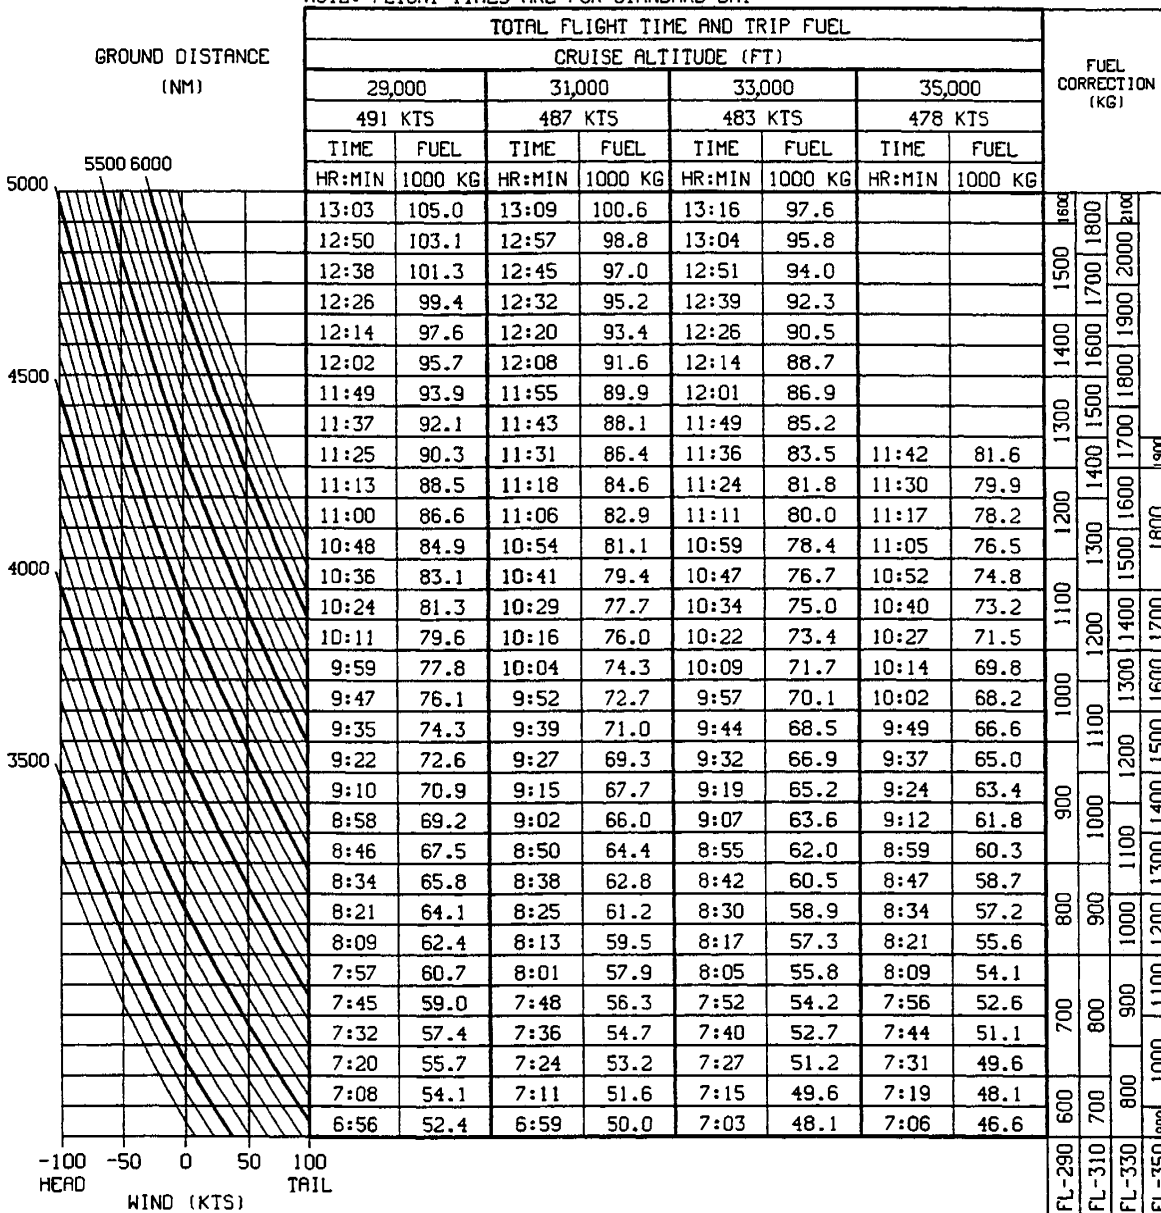 NOTE: FLIGHT TIMES ARE FOR STANDARD DAY
TOTAL FLIGHT TIME AND TRIP FUEL
GROUND DISTANCE
(NM)
CRUISE ALTITUDE (FT)
FUEL
CORRECTION
(KG)
29,000 31,000 33,000 35,000
491 KTS 487 KTS 483 KTS 478 KTS
TIME FUEL TIME FUEL TIME FUEL TIME FUEL
HR:MIN 1000 KG HR:MIN 1000 KG HR:MIN 1000 KG HR:MIN 1000 KG
5500 6000
5000
4500
4000
3500
13:03 105.0 13:09 100.6 13:16 97.6
12:50 103.1 12:57 98.8 13:04 95.8
12:38 101.3 12:45 97.0 12:51 94.0
12:26 99.4 12:32 95.2 12:39 92.3
12:14 97.6 12:20 93.4 12:26 90.5
12:02 95.7 12:08 91.6 12:14 88.7
11:49 93.9 11:55 89.9 12:01 86.9
11:37 92.1 11:43 88.1 11:49 85.2
11:25 90.3 11:31 86.4 11:36 83.5 11:42 81.6
11:13 88.5 11:18 84.6 11:24 81.8 11:30 79.9
11:00 86.6 11:06 82.9 11:11 80.0 11:17 78.2
10:48 84.9 10:54 81.1 10:59 78.4 11:05 76.5
10:36 83.1 10:41 79.4 10:47 76.7 10:52 74.8
10:24 81.3 10:29 77.7 10:34 75.0 10:40 73.2
10:11 79.6 10:16 76.0 10:22 73.4 10:27 71.5
9:59 77.8 10:04 74.3 10:09 71.7 10:14 69.8
9:47 76.1 9:52 72.7 9:57 70.1 10:02 68.2
9:35 74.3 9:39 71.0 9:44 68.5 9:49 66.6
9:22 72.6 9:27 69.3 9:32 66.9 9:37 65.0
9:10 70.9 9:15 67.7 9:19 65.2 9:24 63.4
8:58 69.2 9:02 66.0 9:07 63.6 9:12 61.8
8:46 67.5 8:50 64.4 8:55 62.0 8:59 60.3
8:34 65.8 8:38 62.8 8:42 60.5 8:47 58.7
8:21 64.1 8:25 61.2 8:30 58.9 8:34 57.2
8:09 62.4 8:13 59.5 8:17 57.3 8:21 55.6
7:57 60.7 8:01 57.9 8:05 55.8 8:09 54.1
7:45 59.0 7:48 56.3 7:52 54.2 7:56 52.6
7:32 57.4 7:36 54.7 7:40 52.7 7:44 51.1
7:20 55.7 7:24 53.2 7:27 51.2 7:31 49.6
7:08 54.1 7:11 51.6 7:15 49.6 7:19 48.1
6:56 52.4 6:59 50.0 7:03 48.1 7:06 46.6
FL-290 600 700 800 900 1000 1100 1200 1300 1400 1500 1600
FL-310 700 800 900 1000 1100 1200 1300 1400 1500 1600 1700 1800
FL-330 800 900 1000 1100 1200 1300 1400 1500 1600 1700 1800 1900 2000 2100
FL-350 900 1000 1100 1200 1300 1400 1500 1600 1700 1800 1900
-100 -50 0 50 100
HEAD TAIL
WIND (KTS)